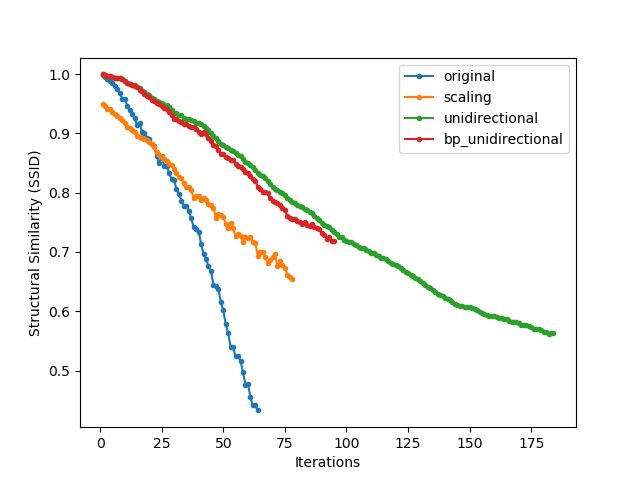 original
scaling
unidirectional
bp_unidirectional
Structural Similarity (SSID)
1.0
0.9
0.8
0.7
0.6
0.5
0 25 50 75 100 125 150 175
Iterations